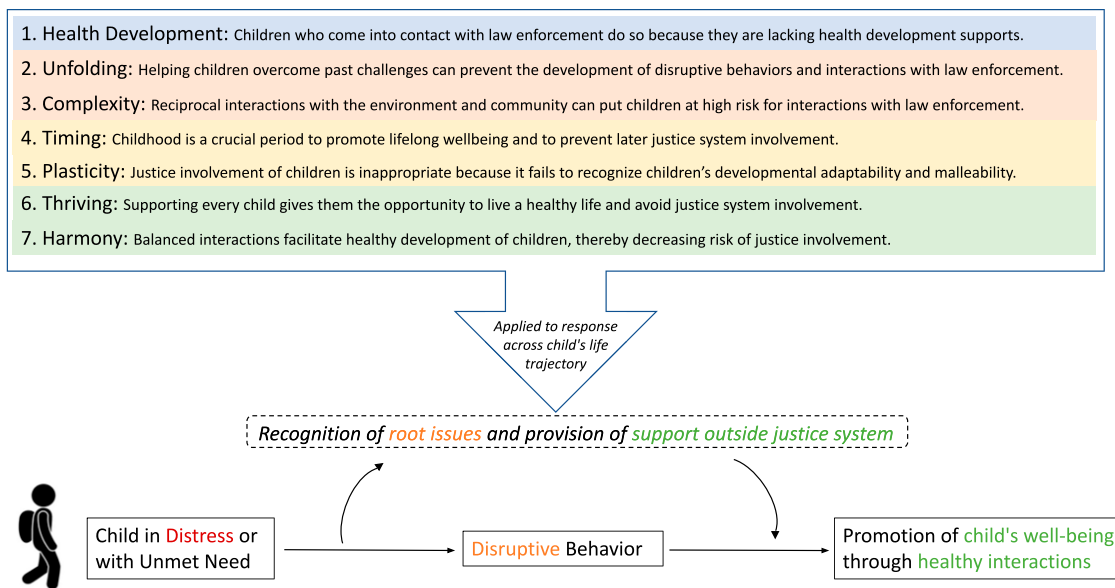 1. Health Development: Children who come into contact with law enforcement do so because they are lacking health development supports.
2. Unfolding: Helping children overcome past challenges can prevent the development of disruptive behaviors and interactions with law enforcement.
3. Complexity: Reciprocal interactions with the environment and community can put children at high risk for interactions with law enforcement.
4. Timing: Childhood is a crucial period to promote lifelong wellbeing and to prevent later justice system involvement.
5. Plasticity: Justice involvement of children is inappropriate because it fails to recognize children’s developmental adaptability and malleability.
6. Thriving: Supporting every child gives them the opportunity to live a healthy life and avoid justice system involvement.
7. Harmony: Balanced interactions facilitate healthy development of children, thereby decreasing risk of justice involvement.
Applied to response
across child's life
trajectory
Recognition of root issues and provision of support outside justice system
Child in Distress or
with Unmet Need
Disruptive Behavior
Promotion of child's well-being
through healthy interactions